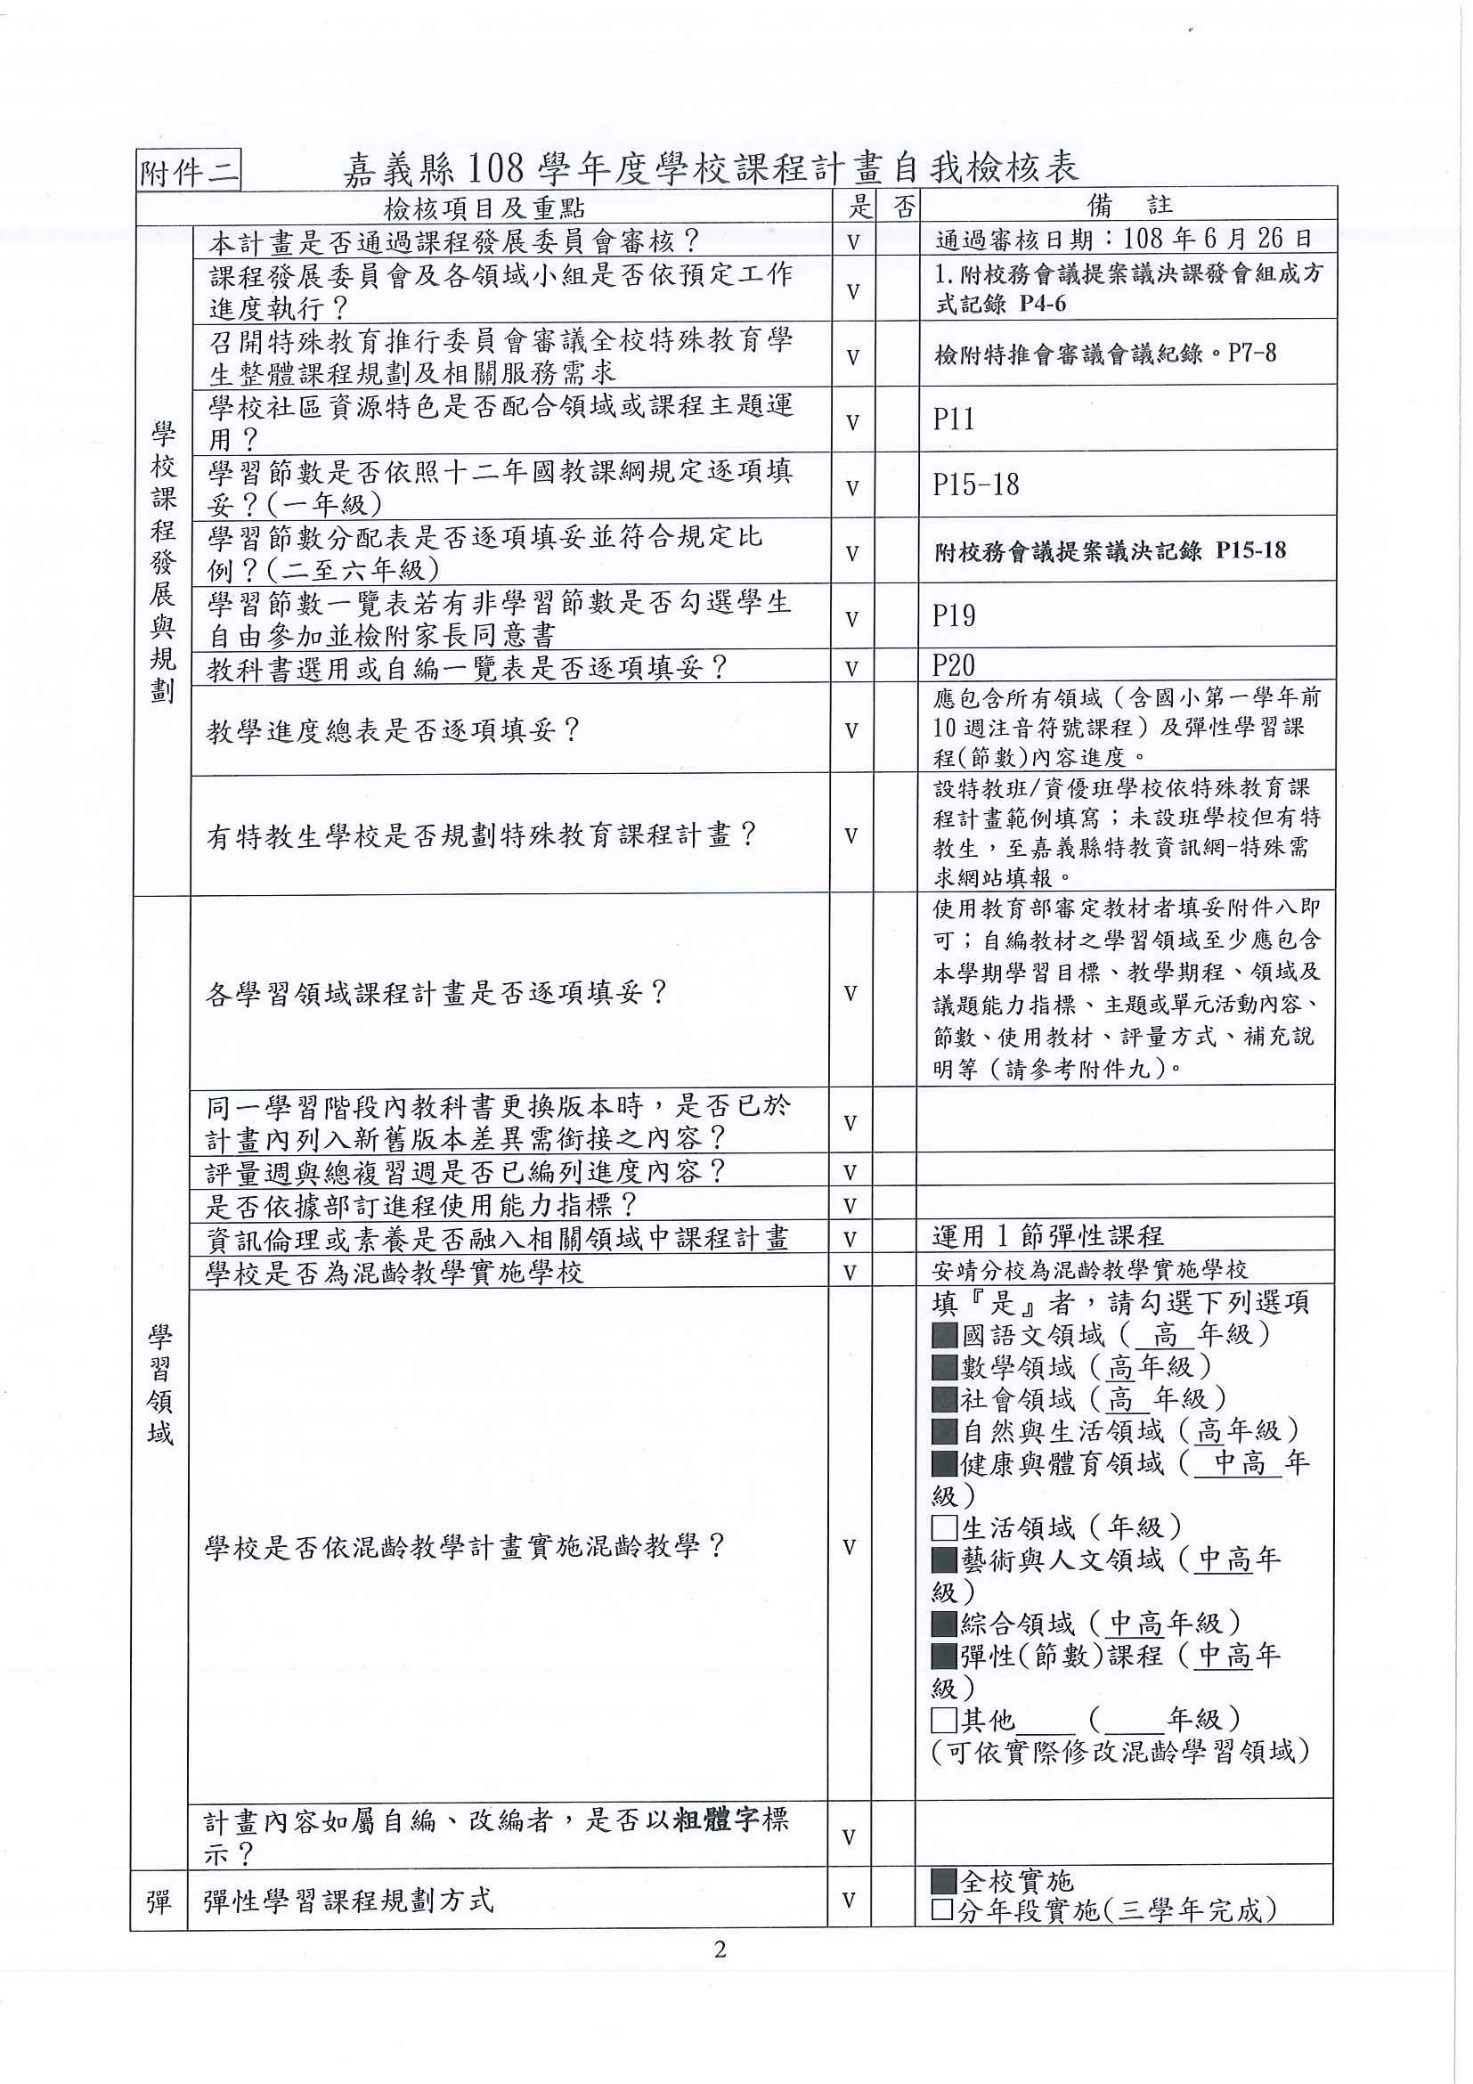 附件二
嘉義縣 108 學年度學校課程計畫自我檢核表
檢核項目及重點 是 否 備 註
學校課程發展與規劃
本計畫是否通過課程發展委員會審核？ V 通過審核日期：108 年 6 月 26 日
課程發展委員會及各領域小組是否依預定工作
進度執行？
V
1.附校務會議提案議決課發會組成方
式記錄 P4-6
召開特殊教育推行委員會審議全校特殊教育學
生整體課程規劃及相關服務需求
V
檢附特推會審議會議紀錄。P7-8
學校社區資源特色是否配合領域或課程主題運
用？
V
P11
學習節數是否依照十二年國教課綱規定逐項填
妥？(一年級)
V
P15-18
學習節數分配表是否逐項填妥並符合規定比
例？(二至六年級)
V
附校務會議提案議決記錄 P15-18
學習節數一覽表若有非學習節數是否勾選學生
自由參加並檢附家長同意書
V
P19
教科書選用或自編一覽表是否逐項填妥？ V P20
教學進度總表是否逐項填妥？ V
應包含所有領域（含國小第一學年前
10 週注音符號課程）及彈性學習課
程(節數)內容進度。
有特教生學校是否規劃特殊教育課程計畫？ V
設特教班/資優班學校依特殊教育課
程計畫範例填寫；未設班學校但有特
教生，至嘉義縣特教資訊網-特殊需
求網站填報。
學習領域
各學習領域課程計畫是否逐項填妥？ V
使用教育部審定教材者填妥附件八即
可；自編教材之學習領域至少應包含
本學期學習目標、教學期程、領域及
議題能力指標、主題或單元活動內容、
節數、使用教材、評量方式、補充說
明等（請參考附件九）。
同一學習階段內教科書更換版本時，是否已於
計畫內列入新舊版本差異需銜接之內容？
V
評量週與總複習週是否已編列進度內容？ V
是否依據部訂進程使用能力指標？ V
資訊倫理或素養是否融入相關領域中課程計畫 V 運用 1 節彈性課程
學校是否為混齡教學實施學校 V 安靖分校為混齡教學實施學校
學校是否依混齡教學計畫實施混齡教學？ V
填『是』者，請勾選下列選項
■國語文領域（ 高 年級）
■數學領域（高年級）
■社會領域（高 年級）
■自然與生活領域（高年級）
■健康與體育領域（ 中高 年
級）
□生活領域（年級）
■藝術與人文領域（中高年
級）
■綜合領域（中高年級）
■彈性(節數)課程（中高年
級）
□其他____（____年級）
(可依實際修改混齡學習領域)
計畫內容如屬自編、改編者，是否以粗體字標
示？
V
彈 彈性學習課程規劃方式 V
■全校實施
□分年段實施(三學年完成)
2